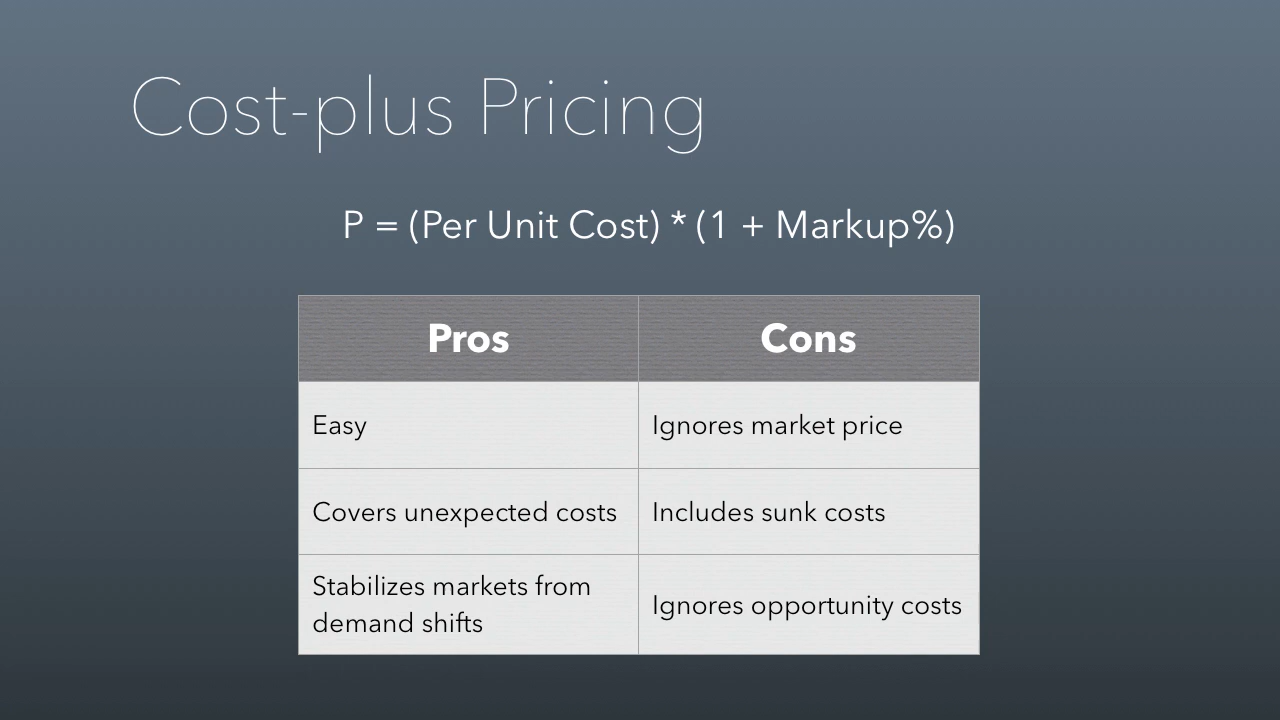 Cost-plus Pricing
P = (Per Unit Cost) * (1 + Markup%)
Pros
Cons
Easy
Ignores market price
Covers unexpected costs
Includes sunk costs
Stabilizes markets from
demand shifts
Ignores opportunity costs